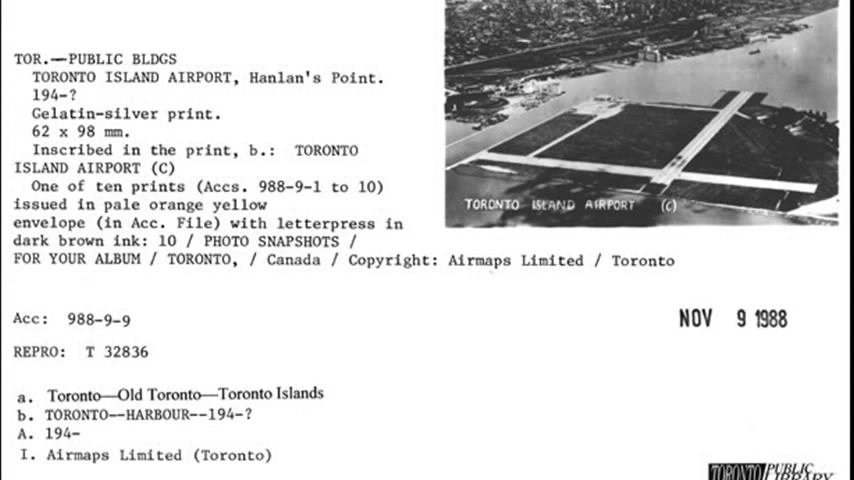 TOR.—PUBLIC BLDGS
TORONTO ISLAND AIRPORT, Hanlan's Point.
194-?
Gelatin-silver print.
62 x 98 mm.
Inscribed in the print, b.: TORONTO
ISLAND AIRPORT (C)
One of ten prints (Accs. 988-9-1 to 10)
issued in pale orange yellow
envelope (in Acc. File) with letterpress in
dark brown ink: 10 / PHOTO SNAPSHOTS /
FOR YOUR ALBUM / TORONTO, / Canada / Copyright: Airmaps Limited / Toronto
TORONTO ISLAND AIRPORT (C)
Acc: 988-9-9
NOV 9 1988
REPRO: T 32836
a. Toronto—Old Toronto—Toronto Islands
b. TORONTO--HARBOUR--194-?
A. 194-
I. Airmaps Limited (Toronto)
TORONTO PUBLIC LIBRARY